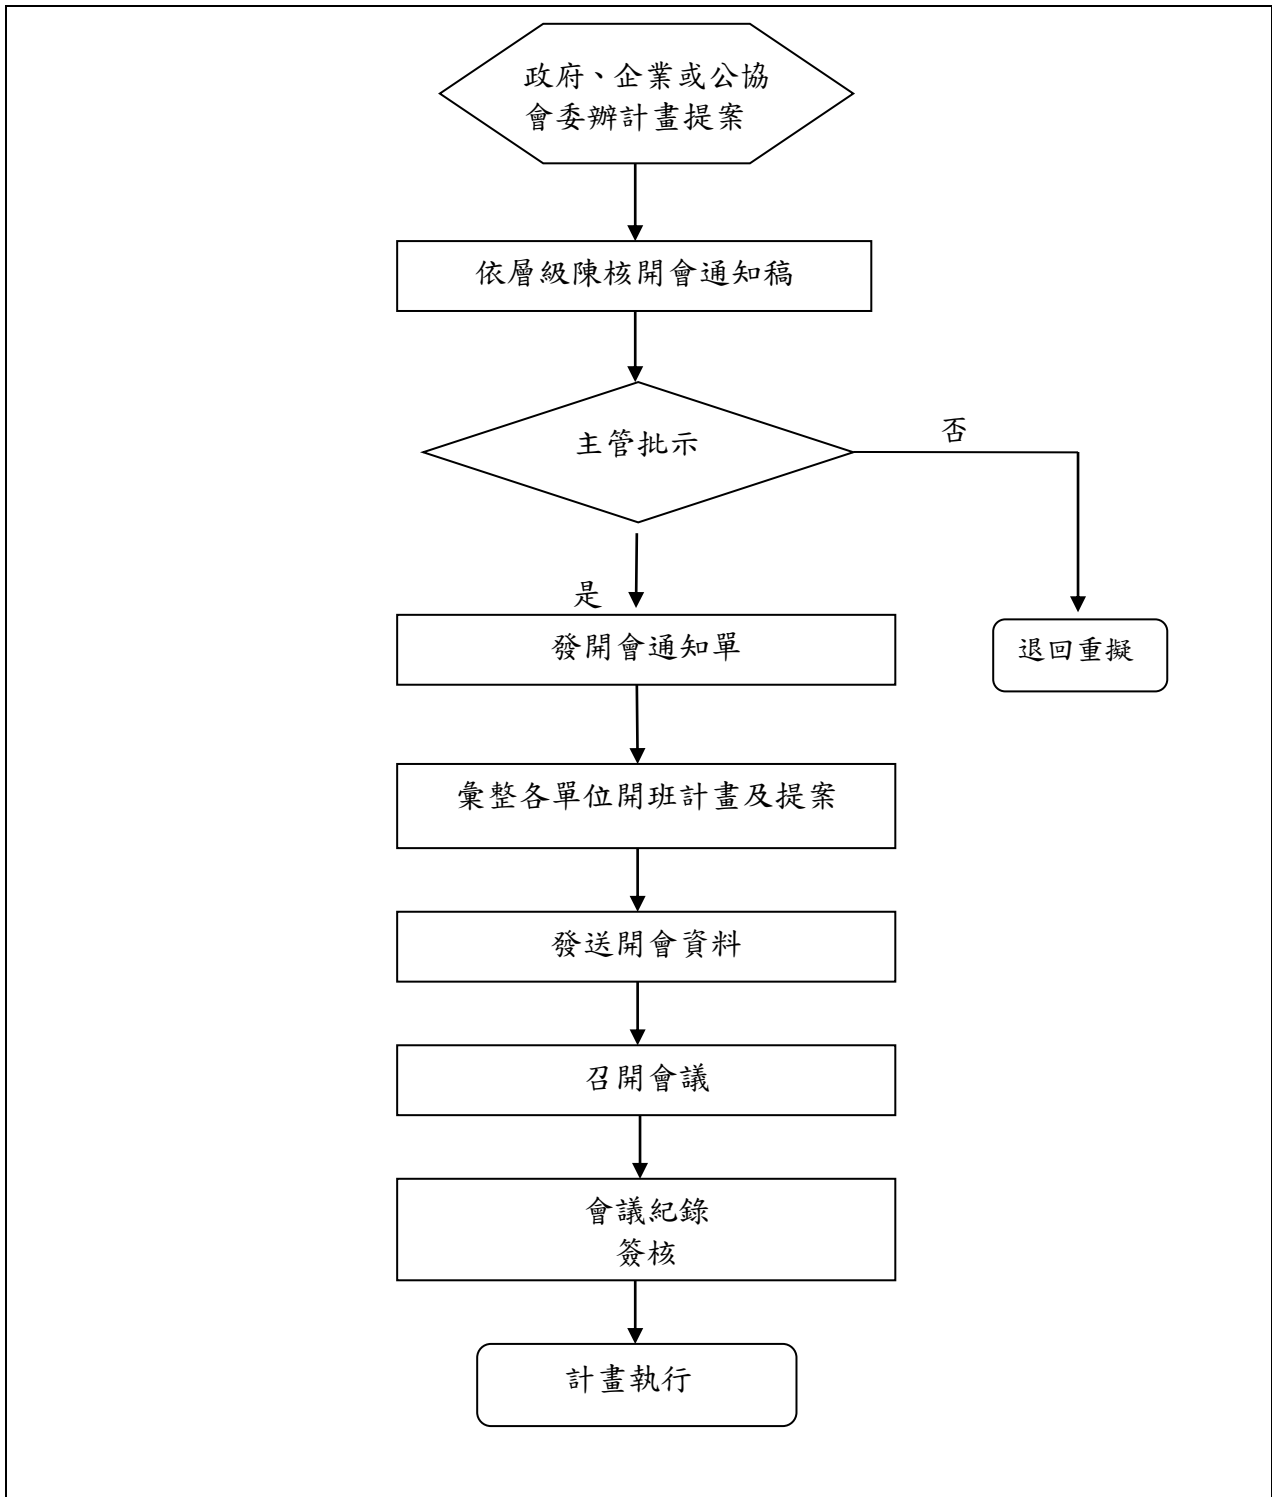 政府、企業或公協
會委辦計畫提案
依層級陳核開會通知稿
主管批示
否
是
發開會通知單
退回重擬
彙整各單位開班計畫及提案
發送開會資料
召開會議
會議紀錄
簽核
計畫執行